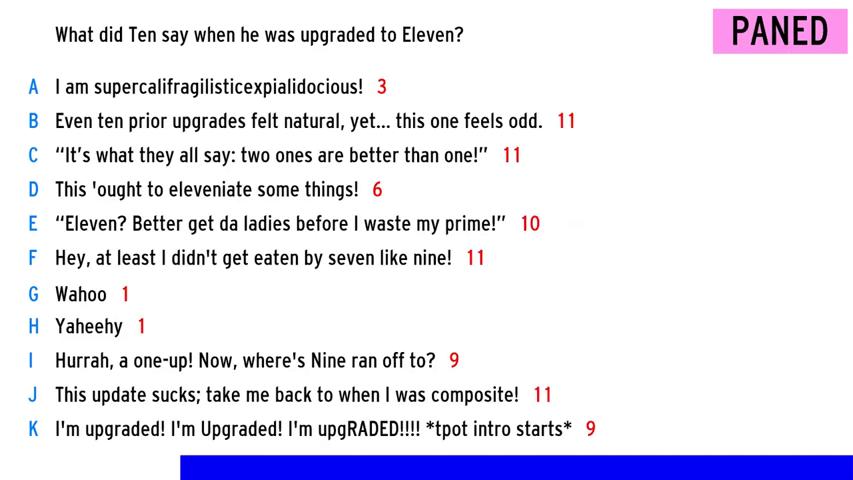 What did Ten say when he was upgraded to Eleven?
PANED
A I am supercalifragilisticexpialidocious! 3
B Even ten prior upgrades felt natural, yet... this one feels odd. 11
C “It’s what they all say: two ones are better than one!” 11
D This 'ought to eleveniate some things! 6
E “Eleven? Better get da ladies before I waste my prime!” 10
F Hey, at least I didn't get eaten by seven like nine! 11
G Wahoo 1
H Yaheehy 1
I Hurrah, a one-up! Now, where's Nine ran off to? 9
J This update sucks; take me back to when I was composite! 11
K I'm upgraded! I'm Upgraded! I'm upgRADED!!!! *tpot intro starts* 9